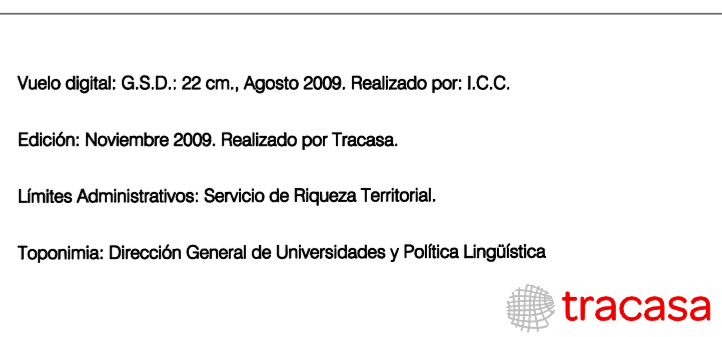 Vuelo digital: G.S.D.: 22 cm., Agosto 2009. Realizado por: I.C.C.
Edición: Noviembre 2009. Realizado por Tracasa.
Límites Administrativos: Servicio de Riqueza Territorial.
Toponimia: Dirección General de Universidades y Política Lingüística
tracasa